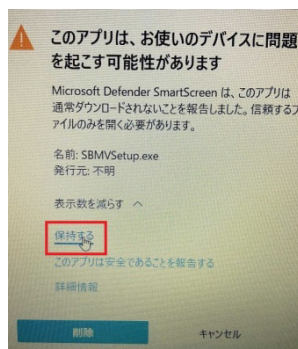 このアプリは、お使いのデバイスに問題
を起こす可能性があります
Microsoft Defender SmartScreen は、このアプリは
通常ダウンロードされないことを報告しました。信頼するフ
ァイルのみを開く必要があります。
名前: SBMVSetup.exe
発行元: 不明
表示数を減らす
保持する
このアプリは安全であることを報告する
詳細情報
削除
キャンセル